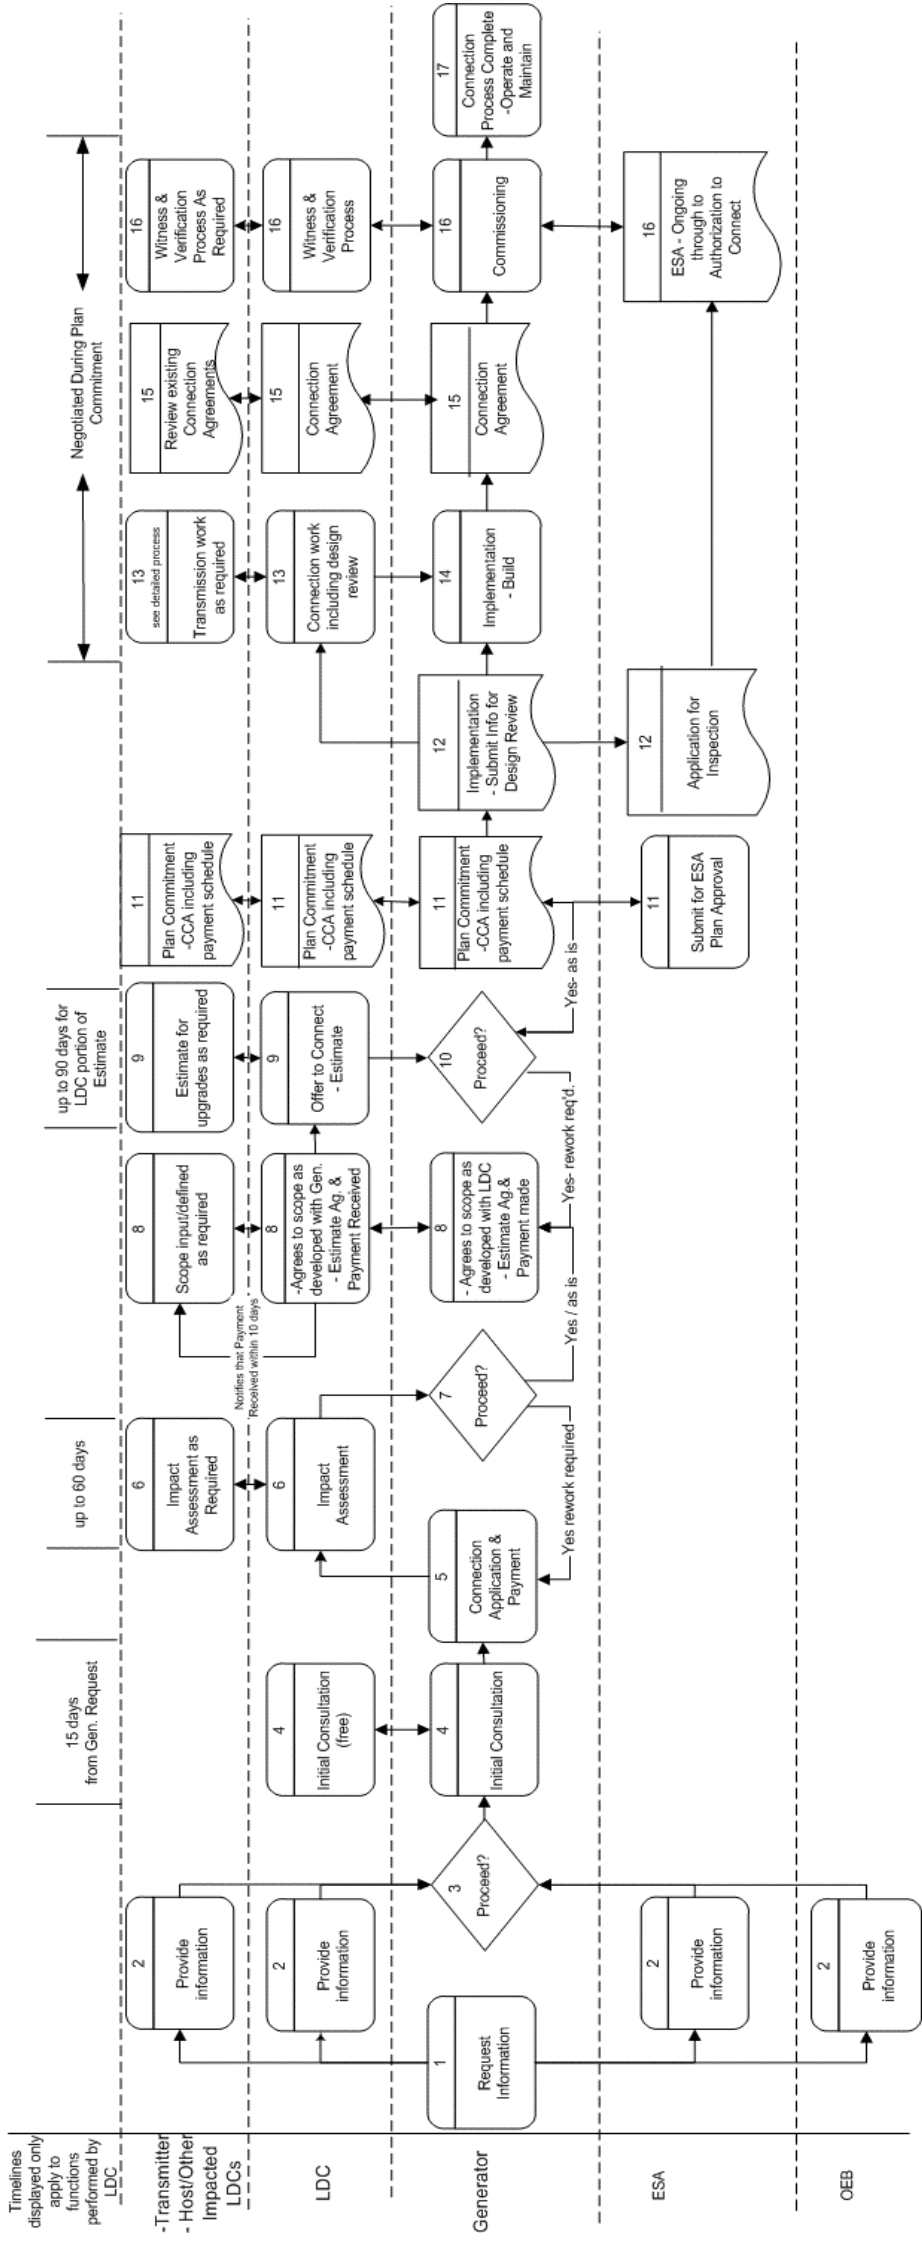 Timelines
displayed only
apply to
functions
performed by
LDC
15 days
from Gen. Request
up to 60 days
up to 90 days for
LDC portion of
Estimate
Negotiated During Plan
Commitment
-Transmitter
- Host/Other
Impacted
LDCs
2
Provide
information
6
Impact
Assessment as
Required
8
Scope input/defined
as required
9
Estimate for
upgrades as required
11
Plan Commitment
-CCA including
payment schedule
13
see detailed process
Transmission work
as required
15
Review existing
Connection
Agreements
16
Witness &
Verification
Process As
Required
Notifies that Payment
Received within 10 days
LDC
2
Provide
information
4
Initial Consultation
(free)
6
Impact
Assessment
8
-Agrees to scope as
developed with Gen.
- Estimate Ag. &
Payment Received
9
Offer to Connect
- Estimate
11
Plan Commitment
-CCA including
payment schedule
13
Connection work
including design
review
15
Connection
Agreement
16
Witness &
Verification
Process
Generator
1
Request
Information
3
Proceed?
4
Initial Consultation
5
Connection
Application &
Payment
7
Proceed?
8
- Agrees to scope as
developed with LDC
- Estimate Ag.&
Payment made
10
Proceed?
11
Plan Commitment
-CCA including
payment schedule
12
Implementation
- Submit Info for
Design Review
14
Implementation
- Build
15
Connection
Agreement
16
Commissioning
17
Connection
Process Complete
-Operate and
Maintain
Yes rework required
Yes / as is
Yes- rework req'd.
Yes- as is
ESA
2
Provide
information
11
Submit for ESA
Plan Approval
12
Application for
Inspection
16
ESA - Ongoing
through to
Authorization to
Connect
OEB
2
Provide
information